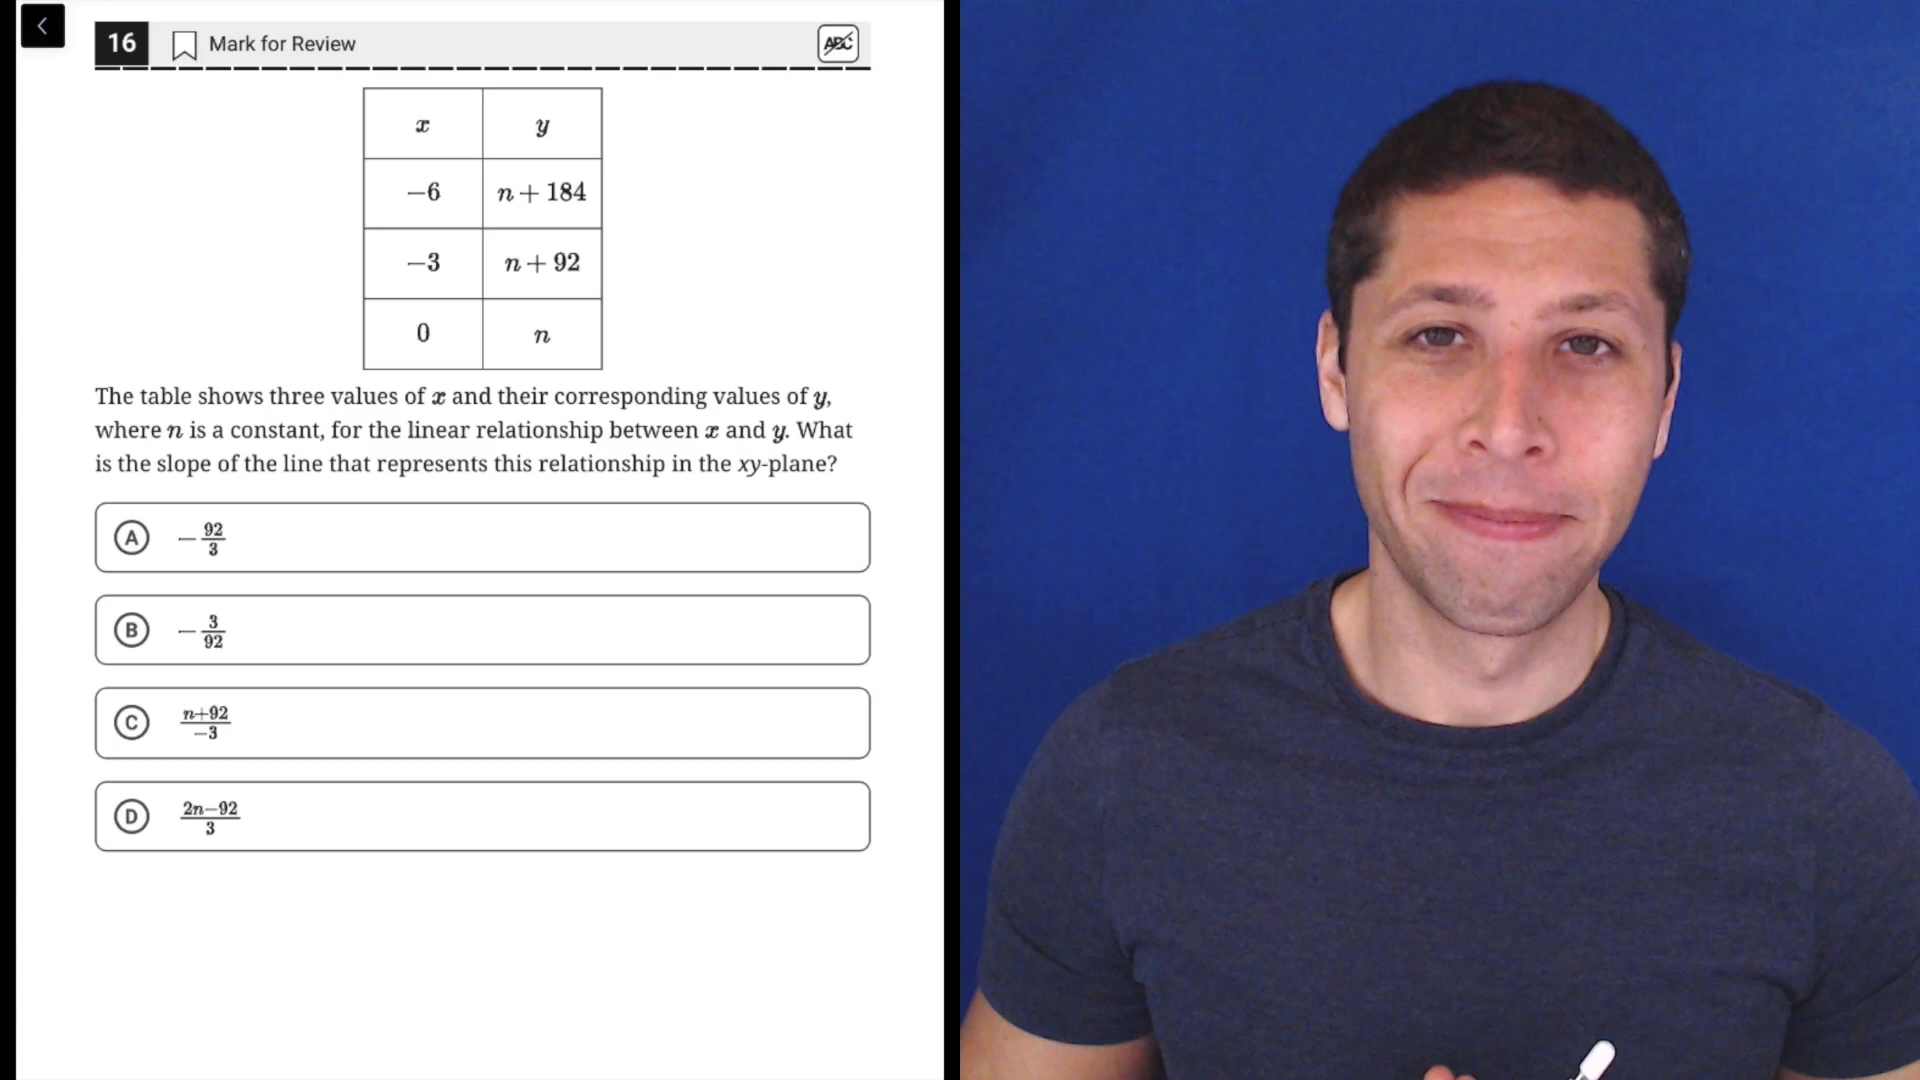 16 Mark for Review ABC
x y
−6 n + 184
−3 n + 92
0 n
The table shows three values of x and their corresponding values of y,
where n is a constant, for the linear relationship between x and y. What
is the slope of the line that represents this relationship in the xy-plane?
A −92/3
B −3/92
C n+92/−3
D 2n−92/3